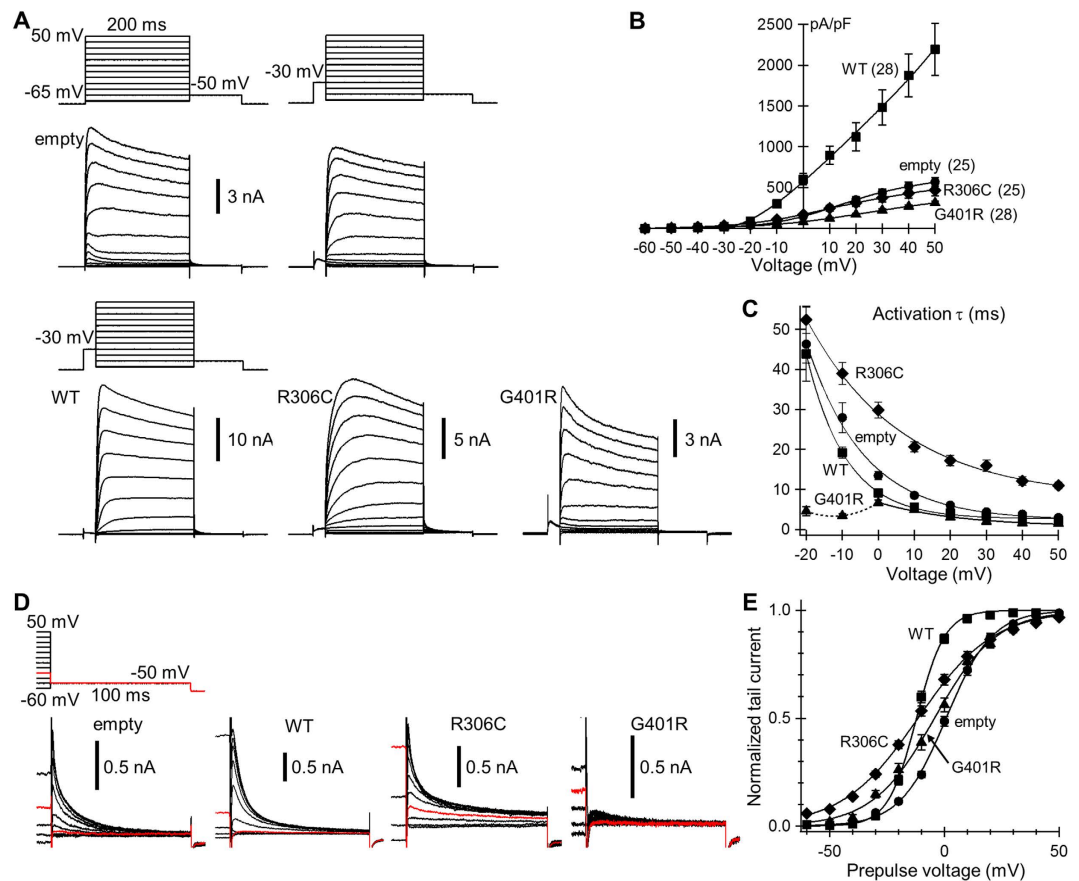 A
200 ms
50 mV
-65 mV
-50 mV
-30 mV
empty
3 nA
-30 mV
WT
10 nA
R306C
5 nA
G401R
3 nA
B
pA/pF
2500
2000
1500
1000
500
WT (28)
empty (25)
R306C (25)
G401R (28)
-60 -50 -40 -30 -20 -10 10 20 30 40 50
Voltage (mV)
C
Activation τ (ms)
50
40
30
20
10
0
R306C
empty
WT
G401R
-20 -10 0 10 20 30 40 50
Voltage (mV)
D
50 mV
-50 mV
-60 mV
100 ms
empty
0.5 nA
WT
0.5 nA
R306C
0.5 nA
G401R
0.5 nA
E
Normalized tail current
1.0
0.5
0.0
WT
R306C
empty
G401R
-50 0 50
Prepulse voltage (mV)